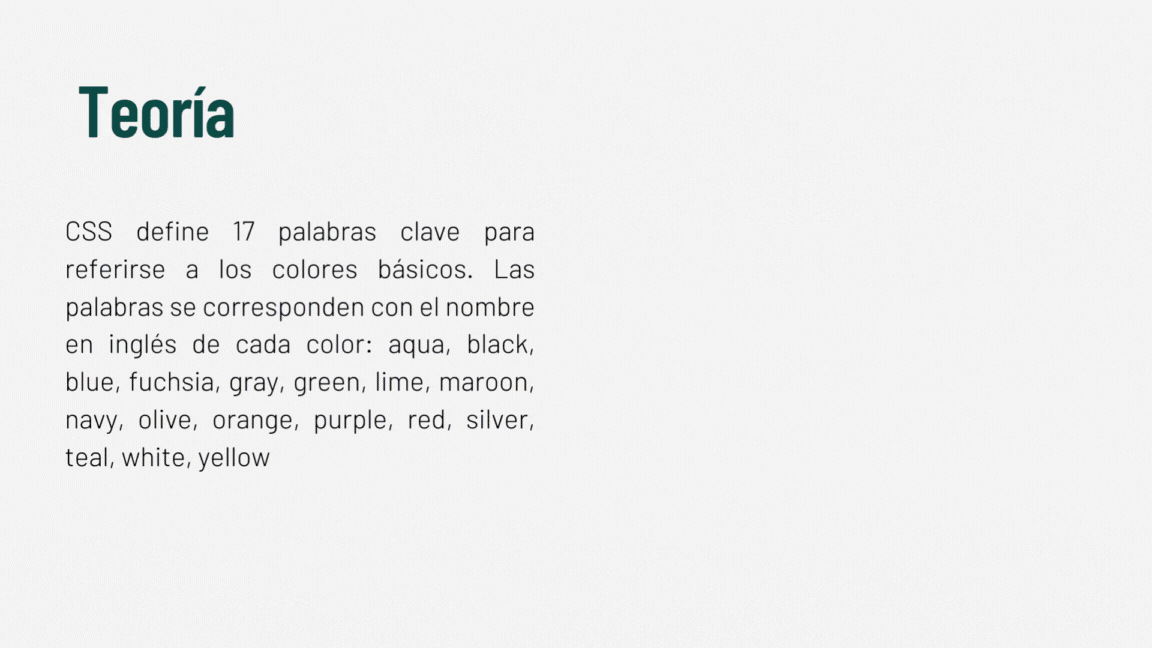 Teoría
CSS define 17 palabras clave para
referirse a los colores básicos. Las
palabras se corresponden con el nombre
en inglés de cada color: aqua, black,
blue, fuchsia, gray, green, lime, maroon,
navy, olive, orange, purple, red, silver,
teal, white, yellow